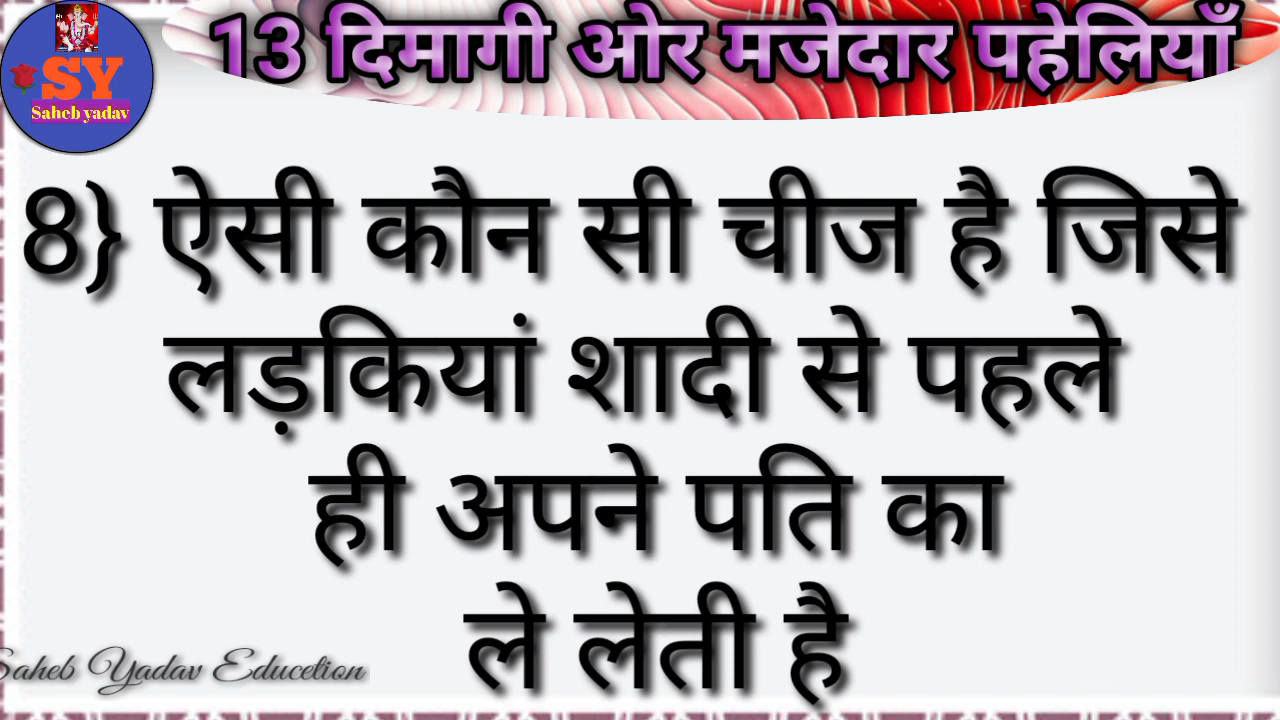 13 दिमागी ओर मजेदार पहेलियाँ
SY
Saheb yadav
8} ऐसी कौन सी चीज है जिसे
लड़कियां शादी से पहले
ही अपने पति का
ले लेती है
Saheb Yadav Educetion